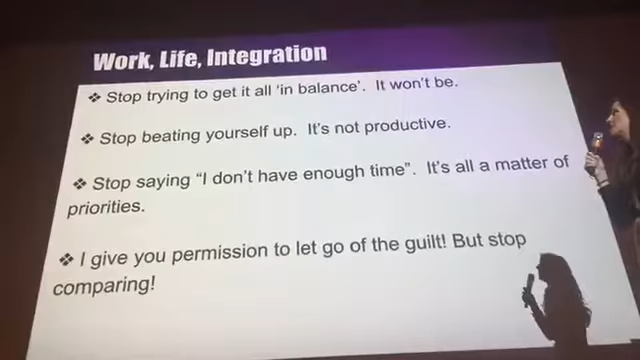 Work, Life, Integration
❖ Stop trying to get it all ‘in balance’. It won’t be.
❖ Stop beating yourself up. It’s not productive.
❖ Stop saying “I don’t have enough time”. It’s all a matter of
priorities.
❖ I give you permission to let go of the guilt! But stop
comparing!